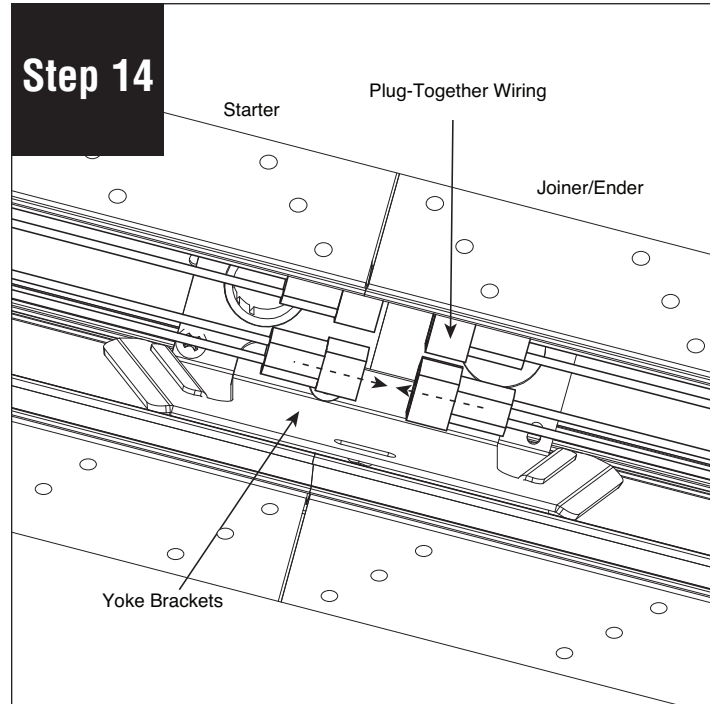 Step 14
Plug-Together Wiring
Starter
Joiner/Ender
Yoke Brackets